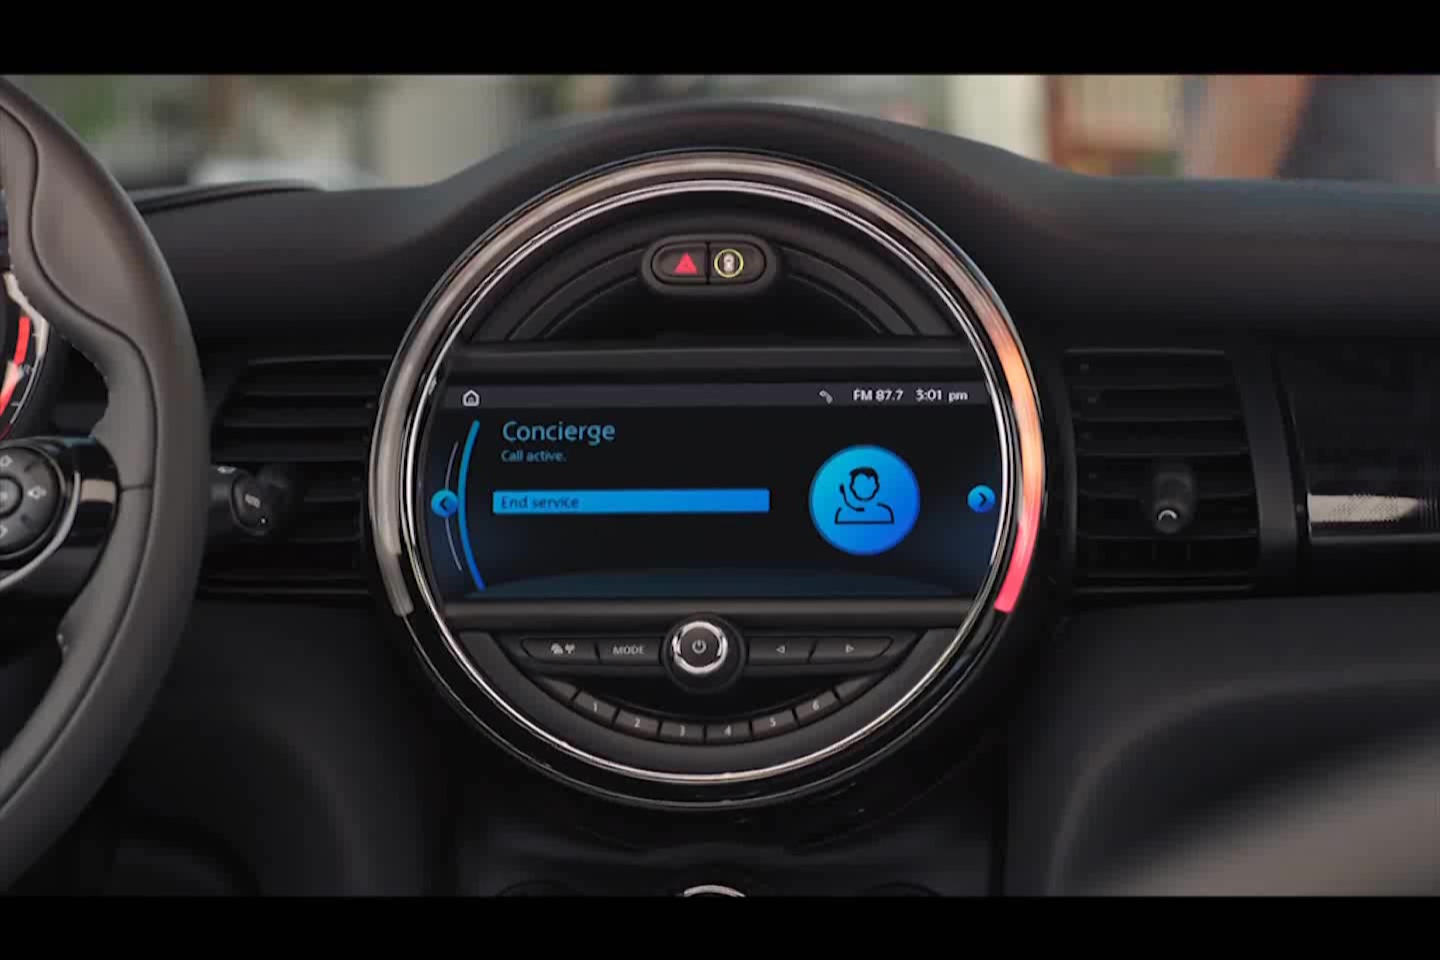 FM 87.7 3:01 pm
Concierge
Call active.
End service
MODE
1 2 3 4 5 6